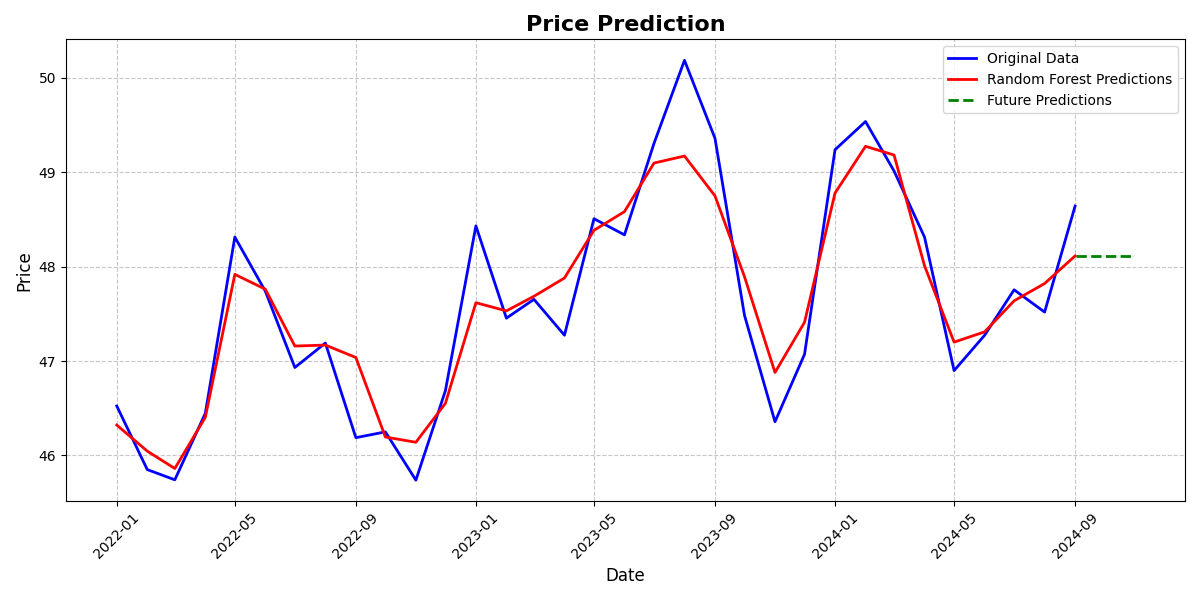 Price Prediction
Original Data
Random Forest Predictions
Future Predictions
Price
50
49
48
47
46
2022-01
2022-05
2022-09
2023-01
2023-05
2023-09
2024-01
2024-05
2024-09
Date